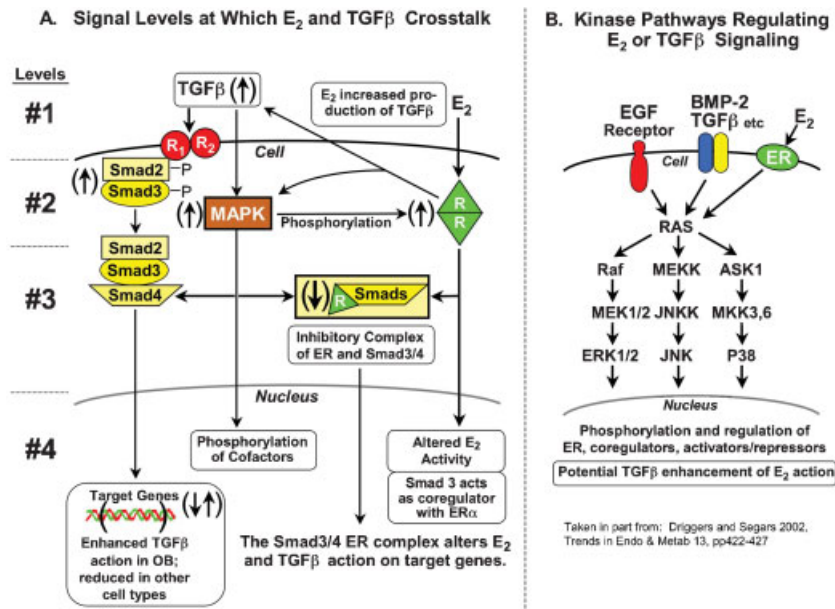 A. Signal Levels at Which E2 and TGFβ Crosstalk
Levels
#1
TGFβ (↑)
E2 increased pro-
duction of TGFβ
E2
R1 R2
Cell
#2
(↑)
Smad2 -P
Smad3 -P
(↑) MAPK
Phosphorylation
(↑)
R
R
#3
Smad2
Smad3
Smad4
(↓) R Smads
Inhibitory Complex
of ER and Smad3/4
Nucleus
#4
Phosphorylation
of Cofactors
Altered E2
Activity
Smad 3 acts
as coregulator
with ERα
Target Genes
( ) (↓↑)
Enhanced TGFβ
action in OB;
reduced in other
cell types
The Smad3/4 ER complex alters E2
and TGFβ action on target genes.
B. Kinase Pathways Regulating
E2 or TGFβ Signaling
EGF
Receptor
BMP-2
TGFβ etc
E2
Cell
ER
RAS
Raf MEKK ASK1
MEK1/2 JNKK MKK3,6
ERK1/2 JNK P38
Nucleus
Phosphorylation and regulation of
ER, coregulators, activators/repressors
Potential TGFβ enhancement of E2 action
Taken in part from: Driggers and Segars 2002,
Trends in Endo & Metab 13, pp422-427